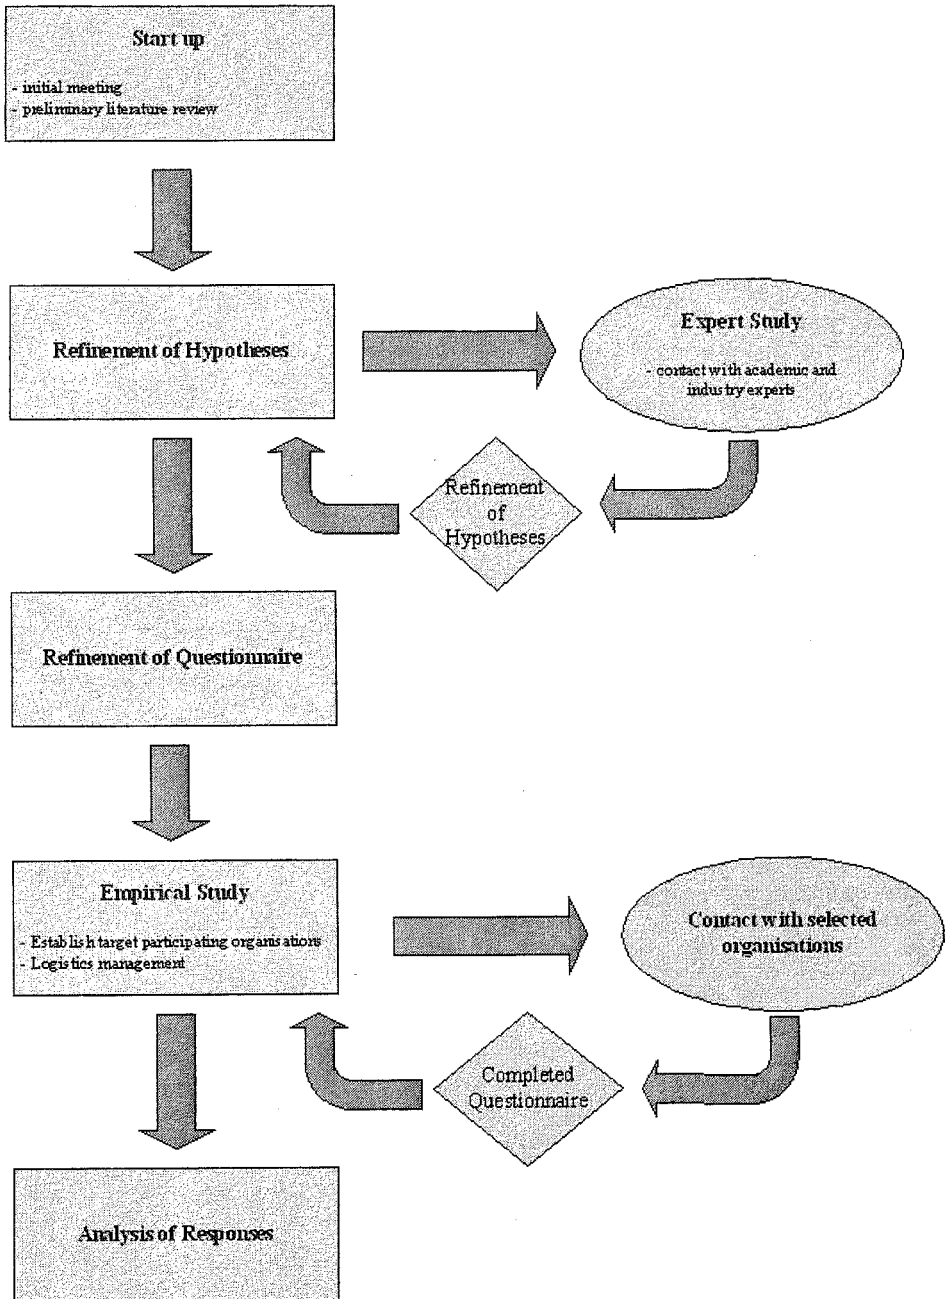 Start up
- initial meeting
- preliminary literature review
Refinement of Hypotheses
Expert Study
- contact with academic and
industry experts
Refinement
of
Hypotheses
Refinement of Questionnaire
Empirical Study
- Establish target participating organisations
- Logistics management
Contact with selected
organisations
Completed
Questionnaire
Analysis of Responses